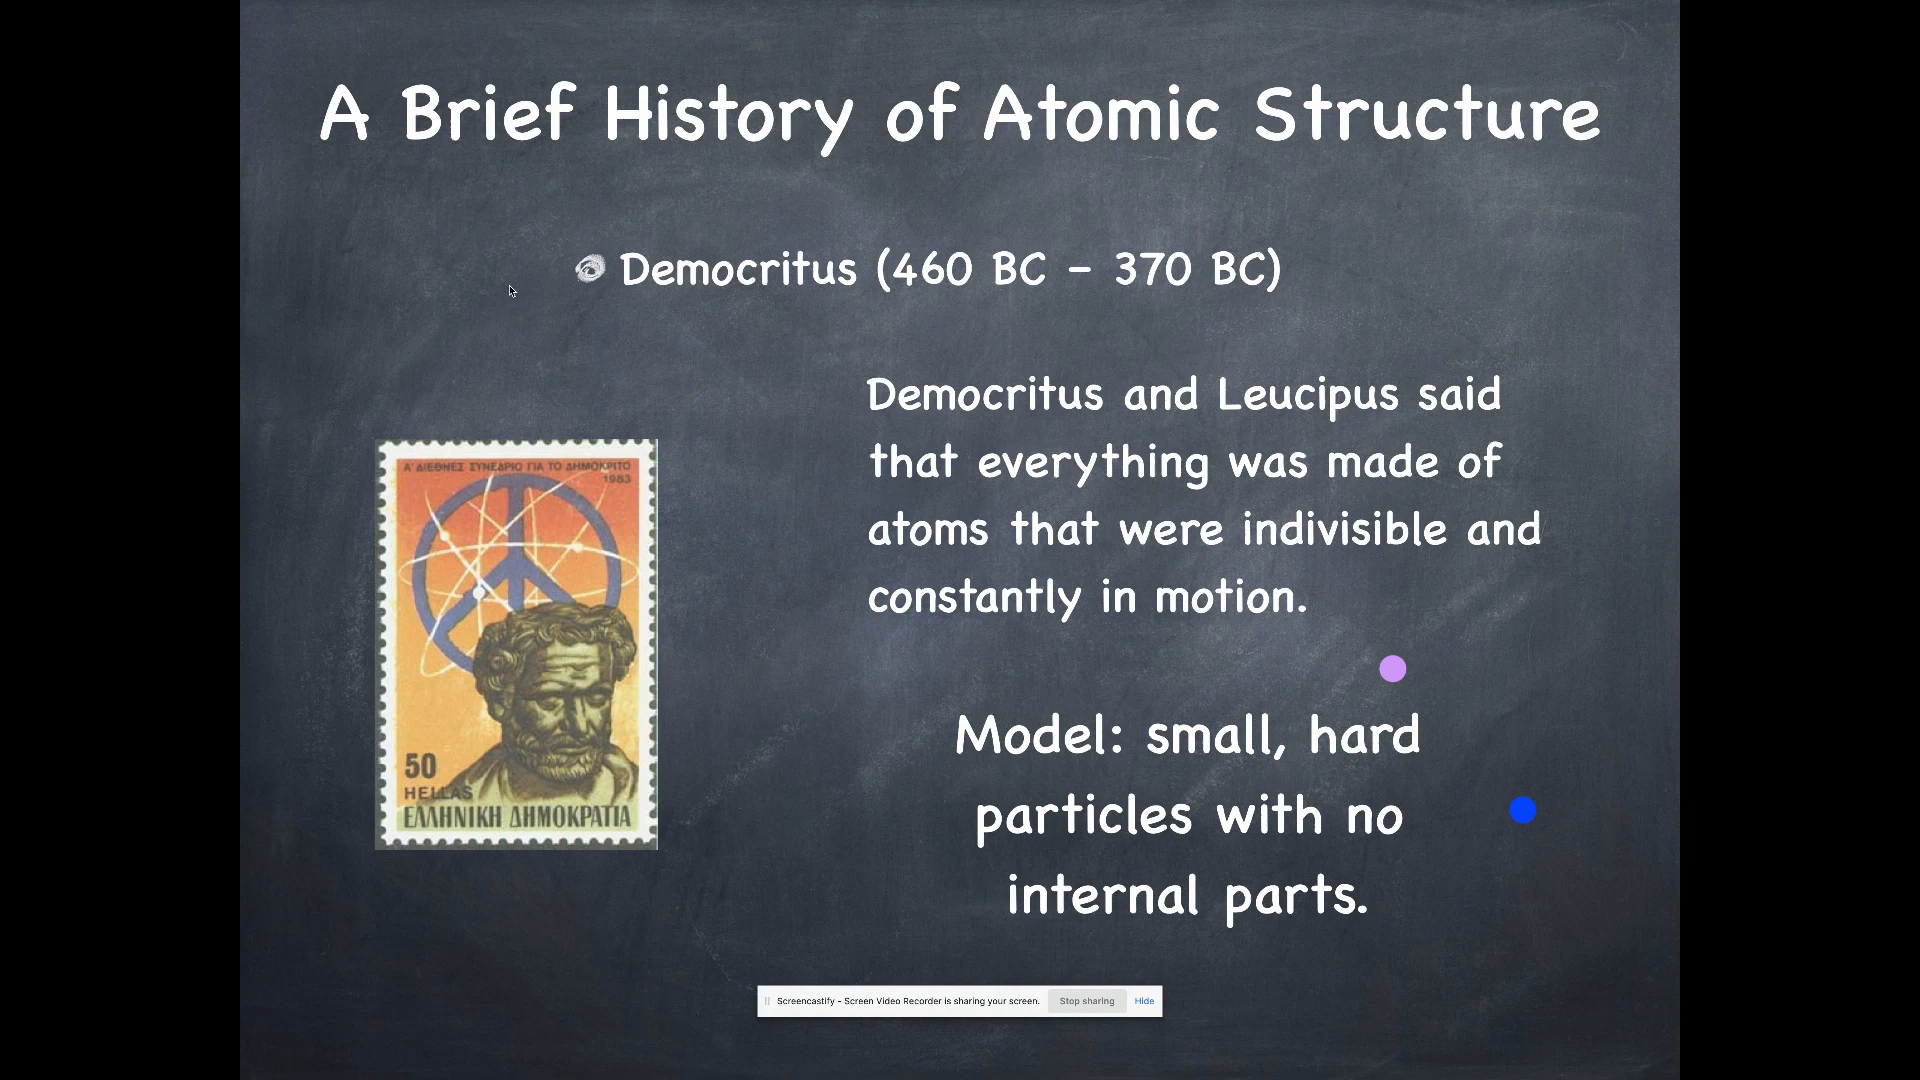 A Brief History of Atomic Structure
Democritus (460 BC – 370 BC)
Democritus and Leucipus said
that everything was made of
atoms that were indivisible and
constantly in motion.
Α' ΔΙΕΘΝΕΣ ΣΥΝΕΔΡΙΟ ΓΙΑ ΤΟ ΔΗΜΟΚΡΙΤΟ
1983
50
HELLAS
ΕΛΛΗΝΙΚΗ ΔΗΜΟΚΡΑΤΙΑ
Model: small, hard
particles with no
internal parts.
Screencastify - Screen Video Recorder is sharing your screen. Stop sharing Hide